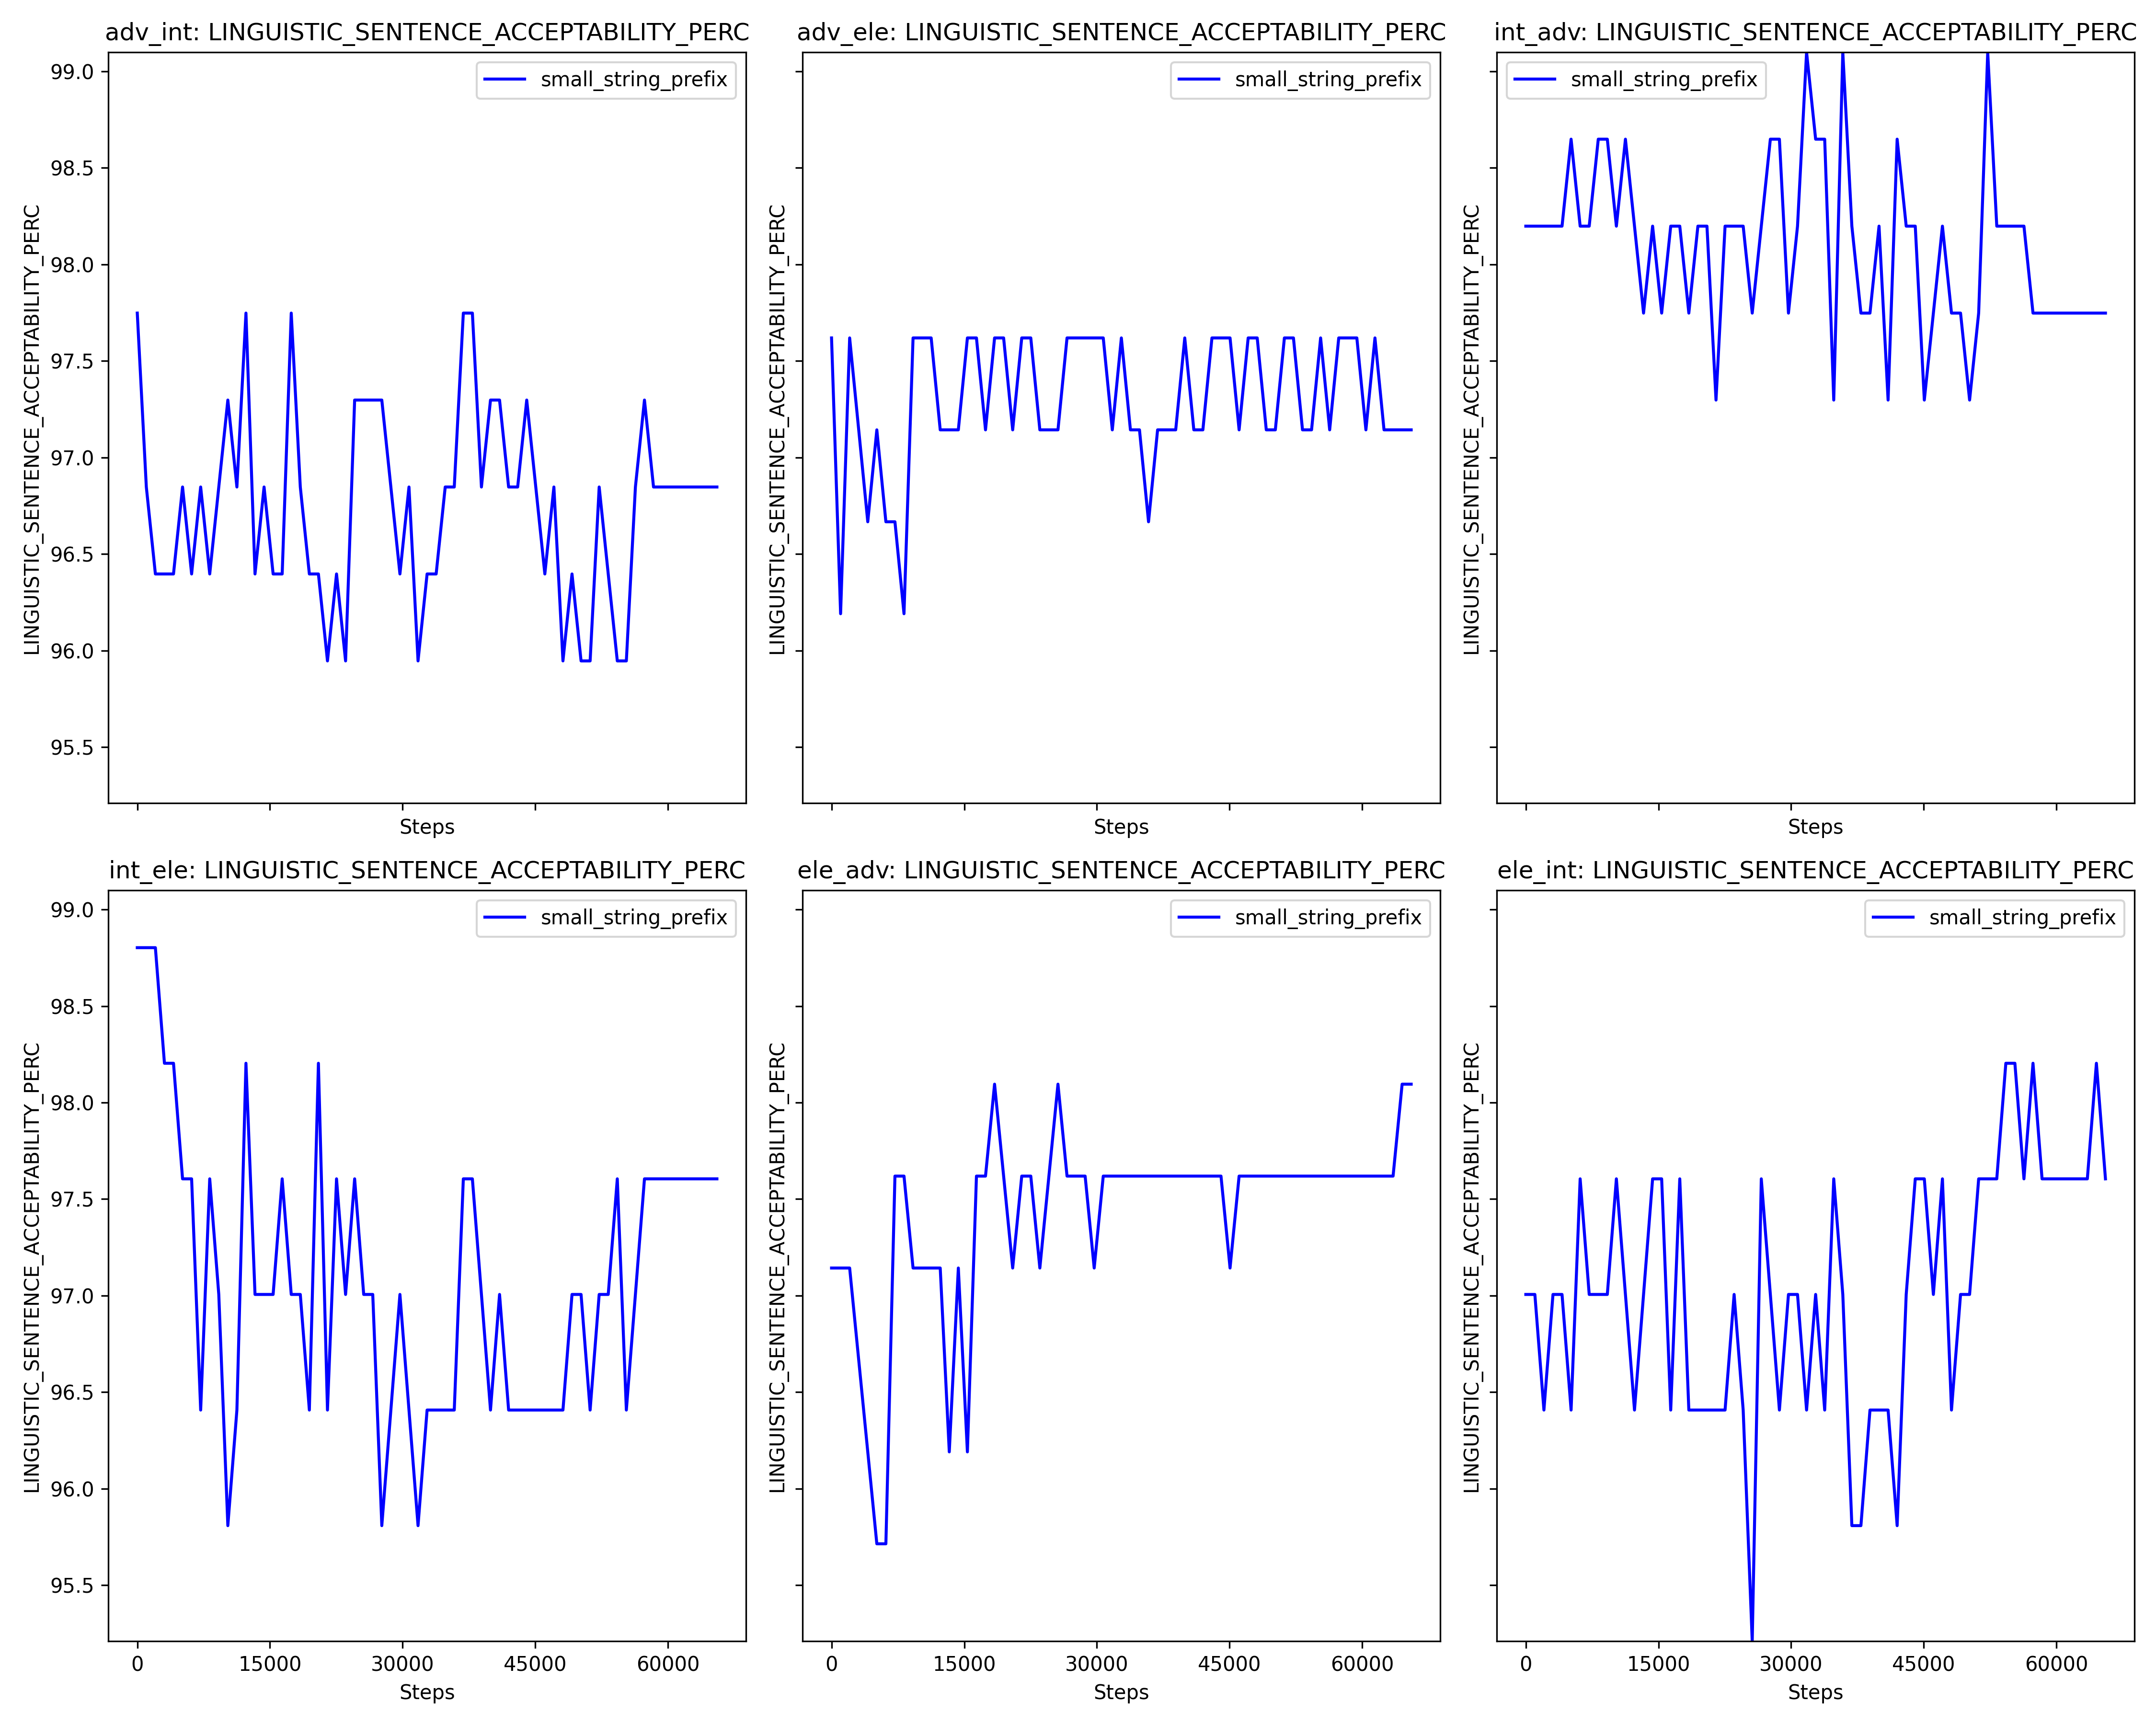 adv_int: LINGUISTIC_SENTENCE_ACCEPTABILITY_PERC
adv_ele: LINGUISTIC_SENTENCE_ACCEPTABILITY_PERC
int_adv: LINGUISTIC_SENTENCE_ACCEPTABILITY_PERC
small_string_prefix
small_string_prefix
small_string_prefix
LINGUISTIC_SENTENCE_ACCEPTABILITY_PERC
99.0
98.5
98.0
97.5
97.0
96.5
96.0
95.5
LINGUISTIC_SENTENCE_ACCEPTABILITY_PERC
LINGUISTIC_SENTENCE_ACCEPTABILITY_PERC
Steps
Steps
Steps
int_ele: LINGUISTIC_SENTENCE_ACCEPTABILITY_PERC
ele_adv: LINGUISTIC_SENTENCE_ACCEPTABILITY_PERC
ele_int: LINGUISTIC_SENTENCE_ACCEPTABILITY_PERC
small_string_prefix
small_string_prefix
small_string_prefix
LINGUISTIC_SENTENCE_ACCEPTABILITY_PERC
99.0
98.5
98.0
97.5
97.0
96.5
96.0
95.5
LINGUISTIC_SENTENCE_ACCEPTABILITY_PERC
LINGUISTIC_SENTENCE_ACCEPTABILITY_PERC
0 15000 30000 45000 60000
0 15000 30000 45000 60000
0 15000 30000 45000 60000
Steps
Steps
Steps